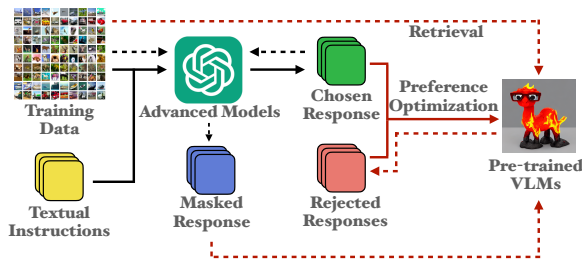 Retrieval
Training
Data
Advanced Models
Chosen
Response
Preference
Optimization
Pre-trained
VLMs
Textual
Instructions
Masked
Response
Rejected
Responses